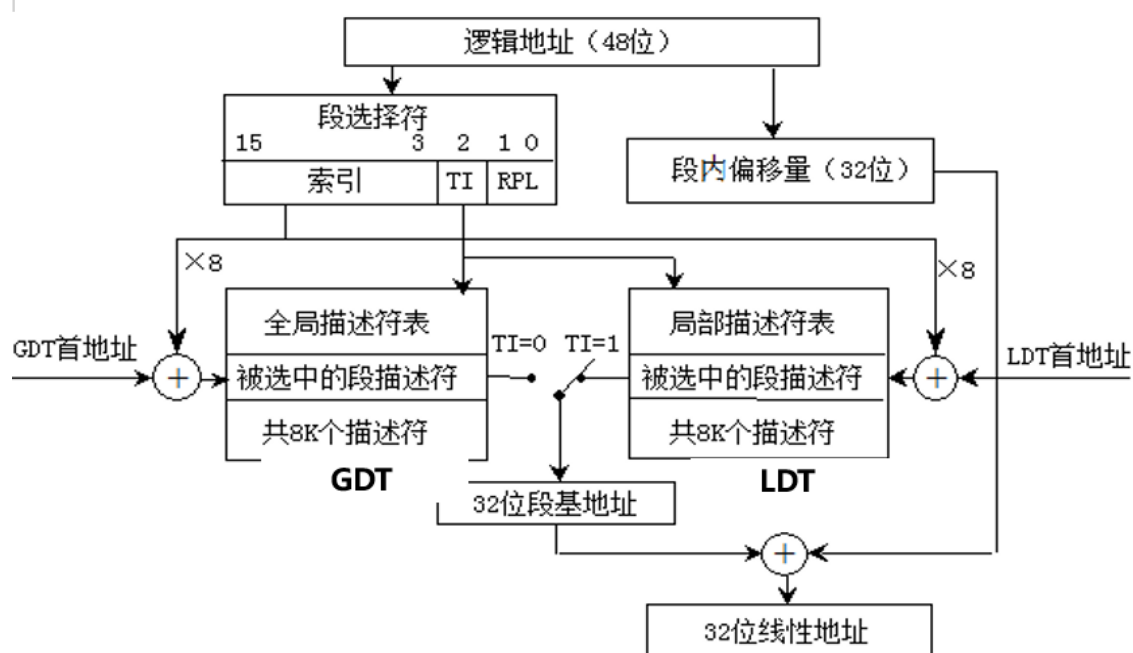 逻辑地址（48位）
段选择符
15 3 2 1 0
索引 TI RPL
段内偏移量（32位）
×8
×8
全局描述符表
局部描述符表
GDT首地址
TI=0 TI=1
LDT首地址
+
被选中的段描述符
被选中的段描述符
+
共8K个描述符
共8K个描述符
GDT
LDT
32位段基地址
+
32位线性地址